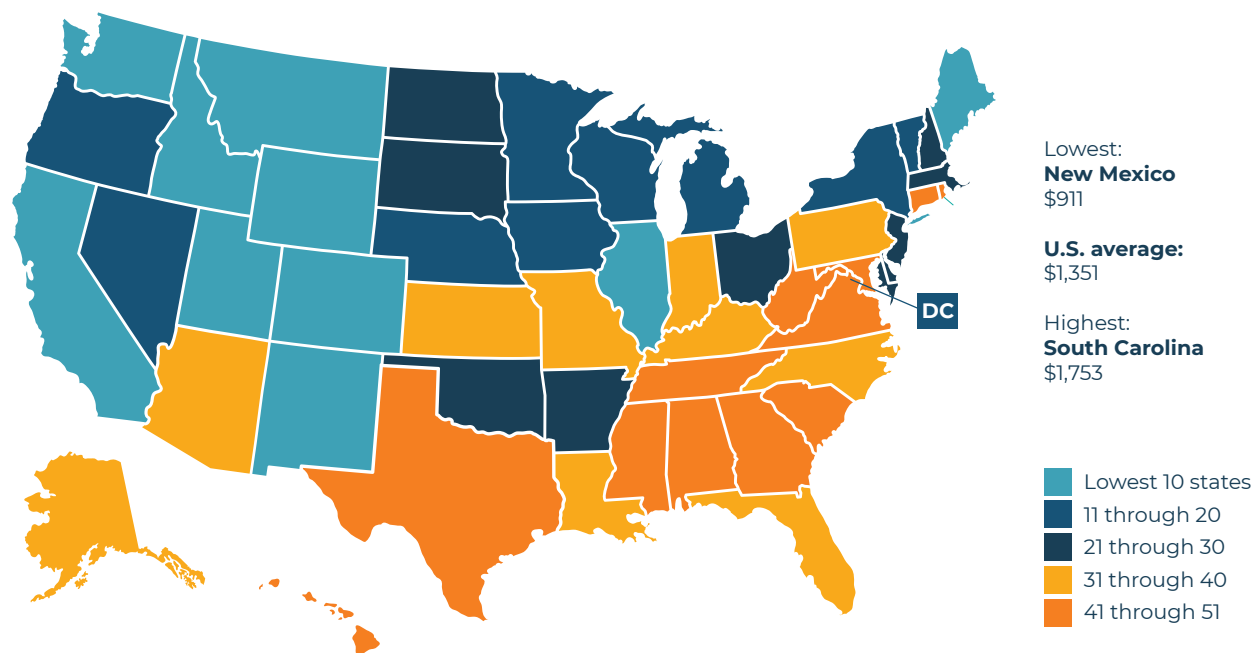 Lowest:
New Mexico
$911
U.S. average:
$1,351
Highest:
South Carolina
$1,753
DC
Lowest 10 states
11 through 20
21 through 30
31 through 40
41 through 51